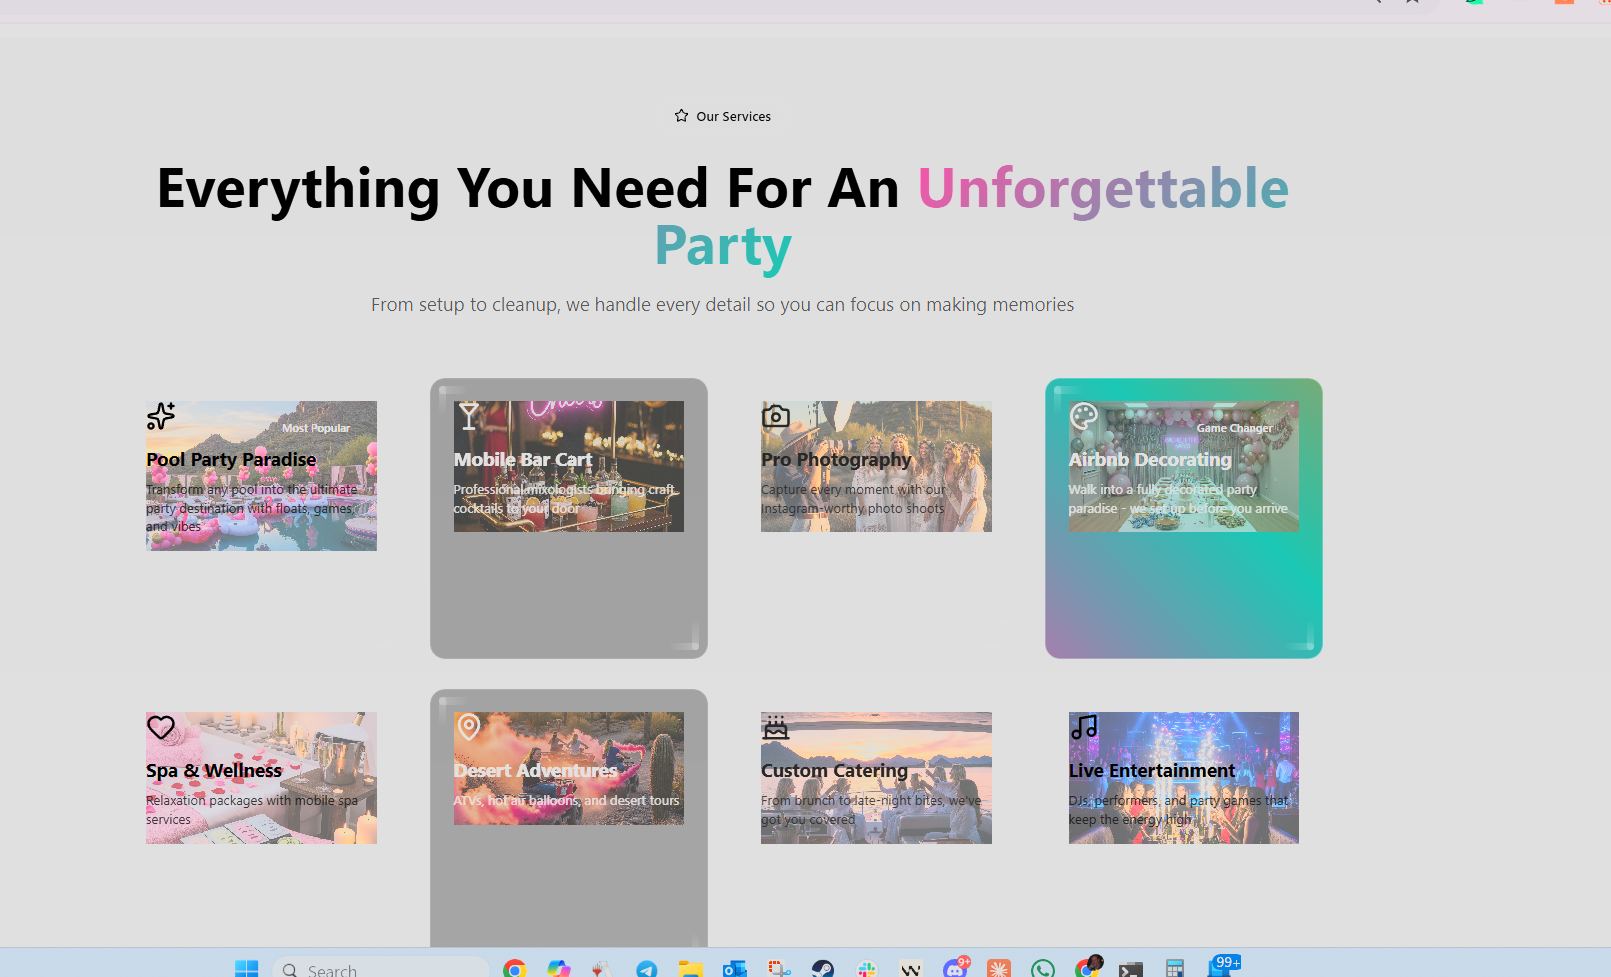 Our Services
Everything You Need For An Unforgettable
Party
From setup to cleanup, we handle every detail so you can focus on making memories
Most Popular
Pool Party Paradise
Transform any pool into the ultimate
party destination with floats, games,
and vibes
Mobile Bar Cart
Professional mixologists bringing craft
cocktails to your door
Pro Photography
Capture every moment with our
Instagram-worthy photo shoots
Game Changer
Airbnb Decorating
Walk into a fully decorated party
paradise - we set up before you arrive
Spa & Wellness
Relaxation packages with mobile spa
services
Desert Adventures
ATVs, hot air balloons, and desert tours
Custom Catering
From brunch to late-night bites, we've
got you covered
Live Entertainment
DJs, performers, and party games that
keep the energy high
Search
9+
99+